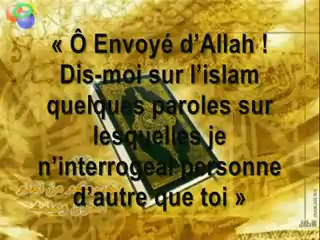 « Ô Envoyé d’Allah !
Dis-moi sur l’islam
quelques paroles sur
lesquelles je
n’interrogeai personne
d’autre que toi »